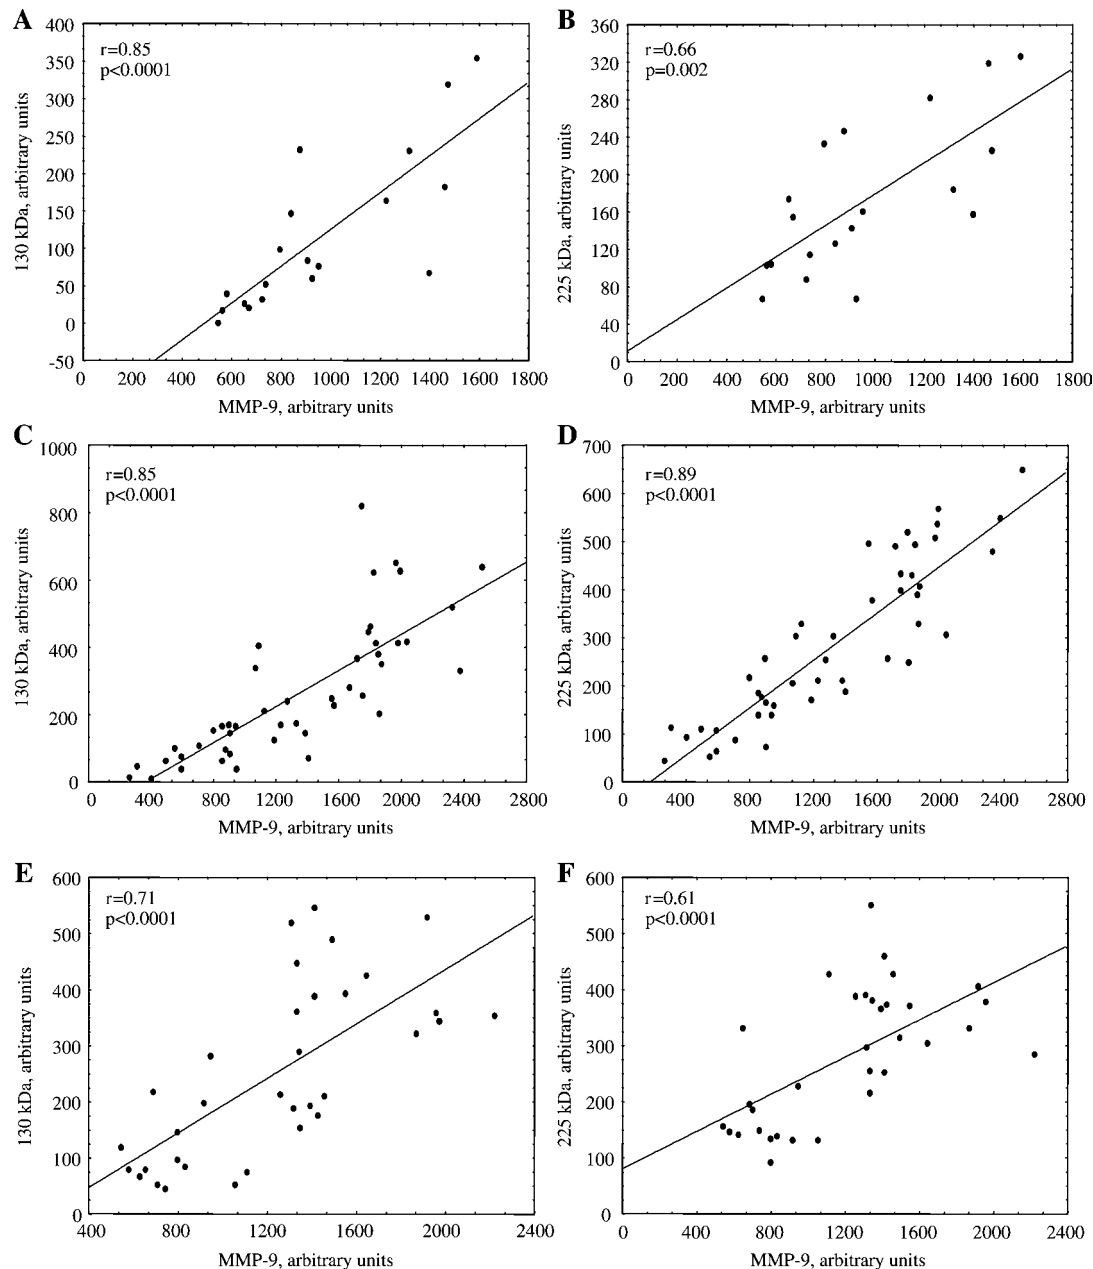 A
r=0.85
p<0.0001
130 kDa, arbitrary units
400
350
300
250
200
150
100
50
0
-50
0 200 400 600 800 1000 1200 1400 1600 1800
MMP-9, arbitrary units
B
r=0.66
p=0.002
225 kDa, arbitrary units
360
320
280
240
200
160
120
80
40
0
0 200 400 600 800 1000 1200 1400 1600 1800
MMP-9, arbitrary units
C
r=0.85
p<0.0001
130 kDa, arbitrary units
1000
800
600
400
200
0
0 400 800 1200 1600 2000 2400 2800
MMP-9, arbitrary units
D
r=0.89
p<0.0001
225 kDa, arbitrary units
700
600
500
400
300
200
100
0
0 400 800 1200 1600 2000 2400 2800
MMP-9, arbitrary units
E
r=0.71
p<0.0001
130 kDa, arbitrary units
600
500
400
300
200
100
0
400 800 1200 1600 2000 2400
MMP-9, arbitrary units
F
r=0.61
p<0.0001
225 kDa, arbitrary units
600
500
400
300
200
100
0
0 400 800 1200 1600 2000 2400
MMP-9, arbitrary units